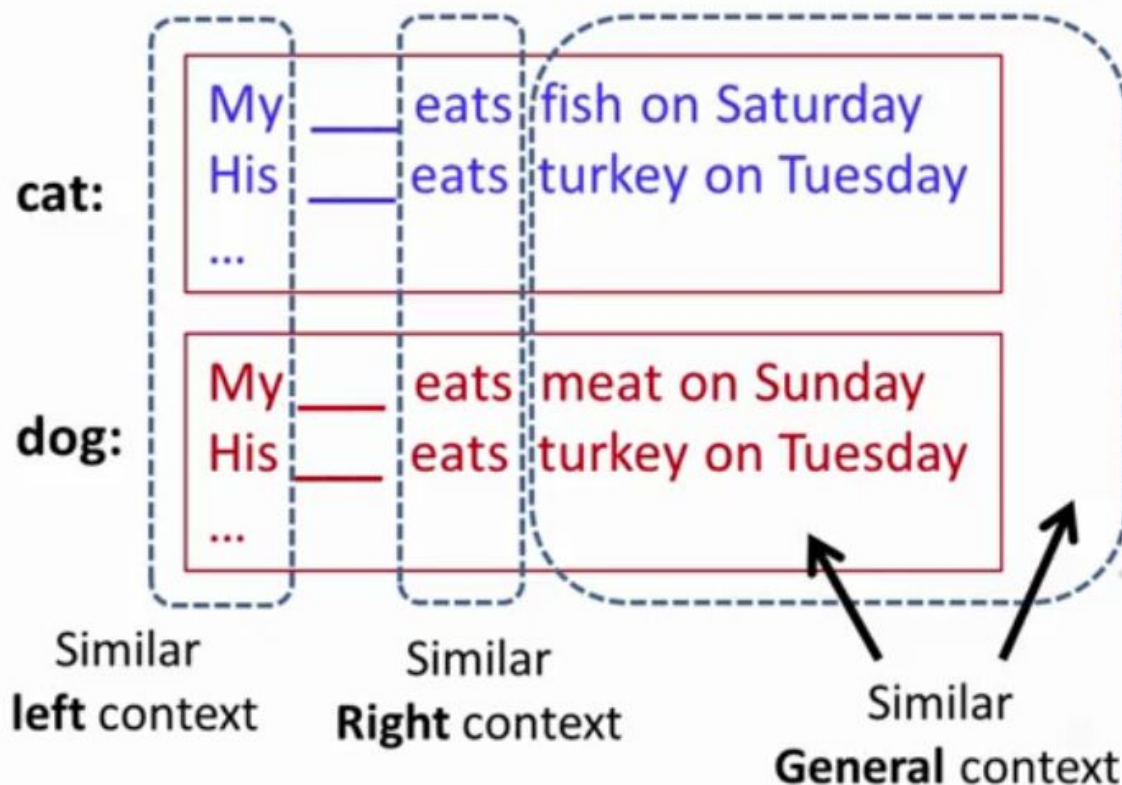 cat:
My ___ eats fish on Saturday
His ___ eats turkey on Tuesday
...
dog:
My ___ eats meat on Sunday
His ___ eats turkey on Tuesday
...
Similar
left context
Similar
Right context
Similar
General context